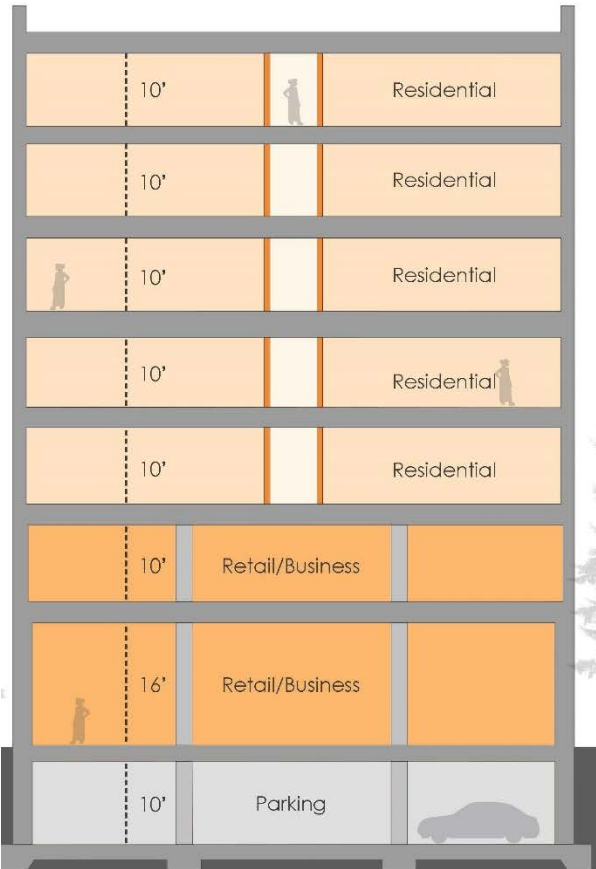 10’ Residential
10’ Residential
10’ Residential
10’ Residential
10’ Residential
10’ Retail/Business
16’ Retail/Business
10’ Parking